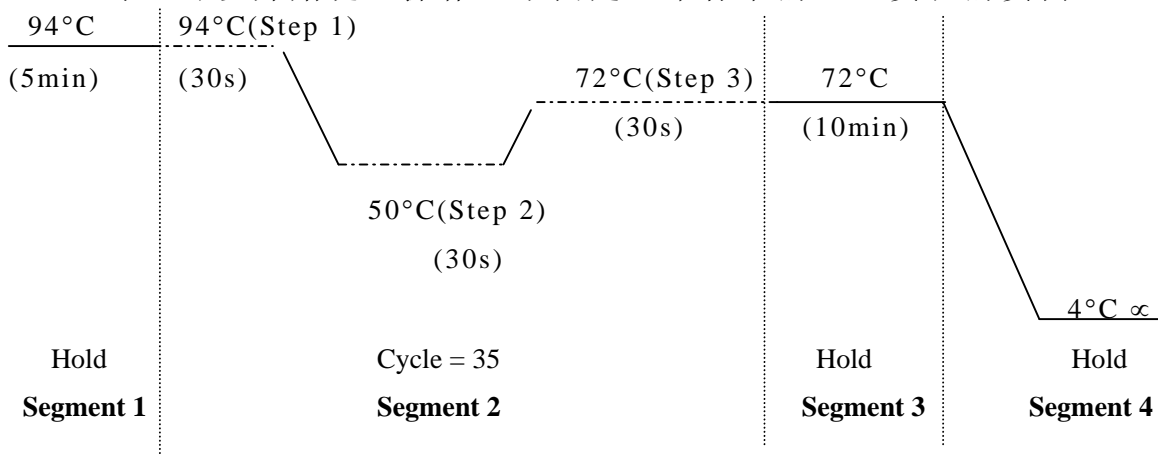 94°C 94°C(Step 1)
(5min) (30s)
72°C(Step 3) 72°C
(30s) (10min)
50°C(Step 2)
(30s)
4°C ∝
Hold Cycle = 35 Hold Hold
Segment 1 Segment 2 Segment 3 Segment 4